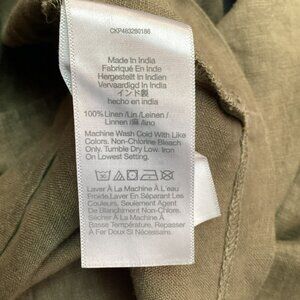 CKP483280186
Made In India
Fabriqué En Inde
Hergestellt in Indien
Vervaardigd In India
インド製
hecho en india
100%Linen/Lin/Leinen/
Linnen/麻/Lino
Machine Wash Cold With Like
Colors. Non-Chlorine Bleach
Only. Tumble Dry Low. Iron
On Lowest Setting.
Laver À La Machine À L'eau
Froide.Laver En Séparant Les
Couleurs. Seulement Agent
De Blanchiment Non-Chlore.
Sécher À La Machine À
Basse Température. Repasser
À Fer Doux Si Nécessaire.